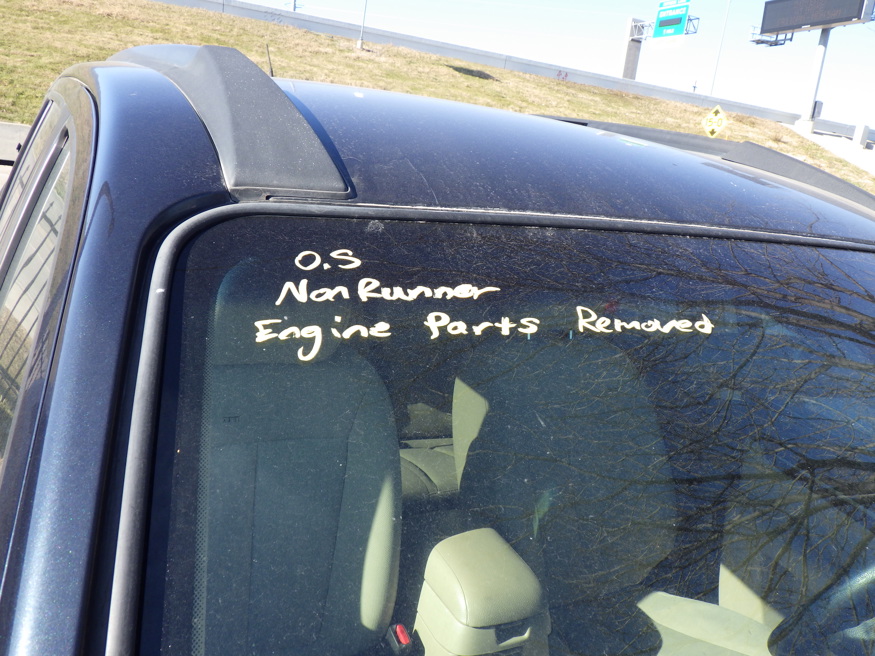 O.S
Non Runner
Engine Parts Removed